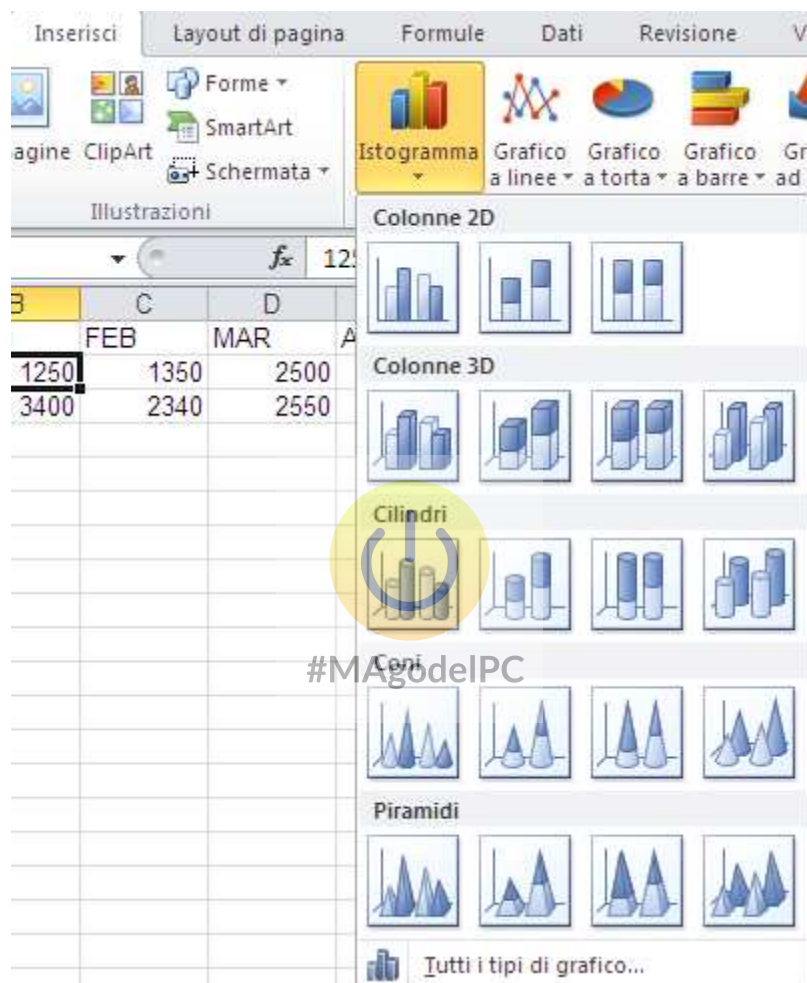 Inserisci Layout di pagina Formule Dati Revisione V
Forme
SmartArt
Schermata
agine ClipArt
Illustrazioni
Istogramma
Grafico a linee
Grafico a torta
Grafico a barre
Gr
ad
fx 125
B C D
FEB MAR A
1250 1350 2500
3400 2340 2550
Colonne 2D
Colonne 3D
Cilindri
Coni
#MAgodelPC
Piramidi
Tutti i tipi di grafico...